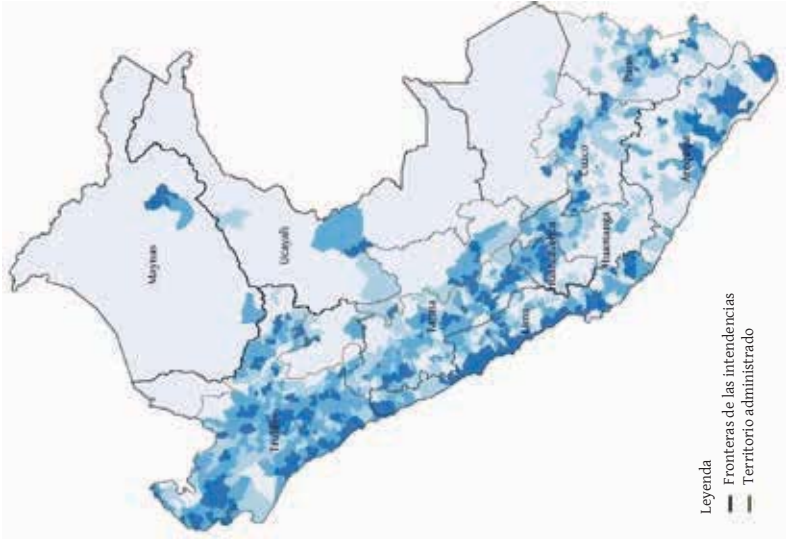 Maynas
Ucayali
Trujillo
Tarma
Lima
Huancavelica
Huamanga
Cuzco
Puno
Arequipa
Leyenda
Fronteras de las intendencias
Territorio administrado